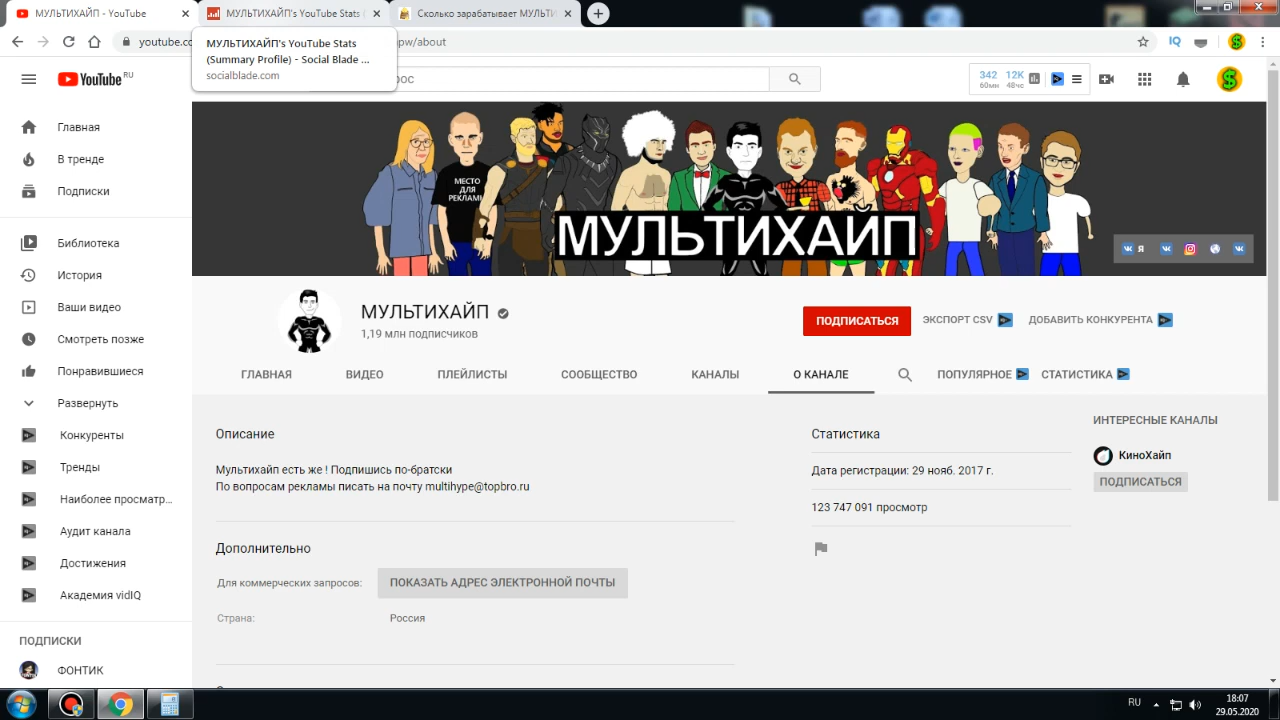 МУЛЬТИХАЙП - YouTube
МУЛЬТИХАЙП's YouTube Stats
Сколько зарабатывает МУЛЬТИ
МУЛЬТИХАЙП's YouTube Stats
(Summary Profile) - Social Blade ...
socialblade.com
youtube.co
pw/about
IQ
YouTube RU
рос
342
60мн
12K
48чс
Главная
В тренде
Подписки
Библиотека
История
Ваши видео
Смотреть позже
Понравившиеся
Развернуть
Конкуренты
Тренды
Наиболее просматр...
Аудит канала
Достижения
Академия vidIQ
ПОДПИСКИ
ФОНТИК
МЕСТО
ДЛЯ
РЕКЛАМЫ
МУЛЬТИХАЙП
Я
МУЛЬТИХАЙП
1,19 млн подписчиков
ПОДПИСАТЬСЯ
ЭКСПОРТ CSV
ДОБАВИТЬ КОНКУРЕНТА
ГЛАВНАЯ
ВИДЕО
ПЛЕЙЛИСТЫ
СООБЩЕСТВО
КАНАЛЫ
О КАНАЛЕ
ПОПУЛЯРНОЕ
СТАТИСТИКА
Описание
Мультихайп есть же ! Подпишись по-братски
По вопросам рекламы писать на почту multihype@topbro.ru
Дополнительно
Для коммерческих запросов:
ПОКАЗАТЬ АДРЕС ЭЛЕКТРОННОЙ ПОЧТЫ
Страна:
Россия
Статистика
Дата регистрации: 29 нояб. 2017 г.
123 747 091 просмотр
ИНТЕРЕСНЫЕ КАНАЛЫ
КиноХайп
ПОДПИСАТЬСЯ
RU
18:07
29.05.2020